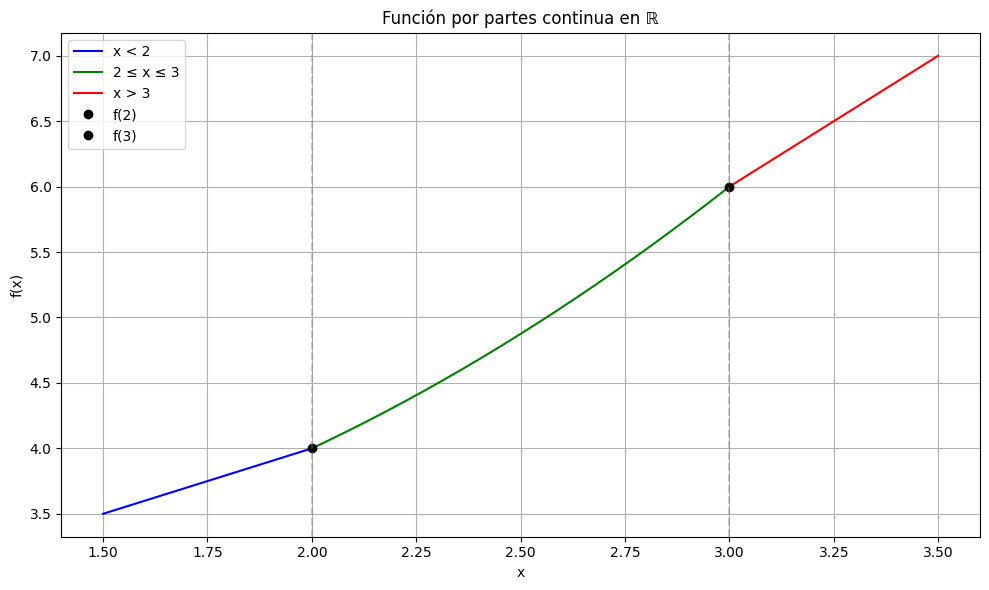 Función por partes continua en ℝ
x < 2
2 ≤ x ≤ 3
x > 3
f(2)
f(3)
7.0
6.5
6.0
5.5
5.0
4.5
4.0
3.5
f(x)
1.50 1.75 2.00 2.25 2.50 2.75 3.00 3.25 3.50
x